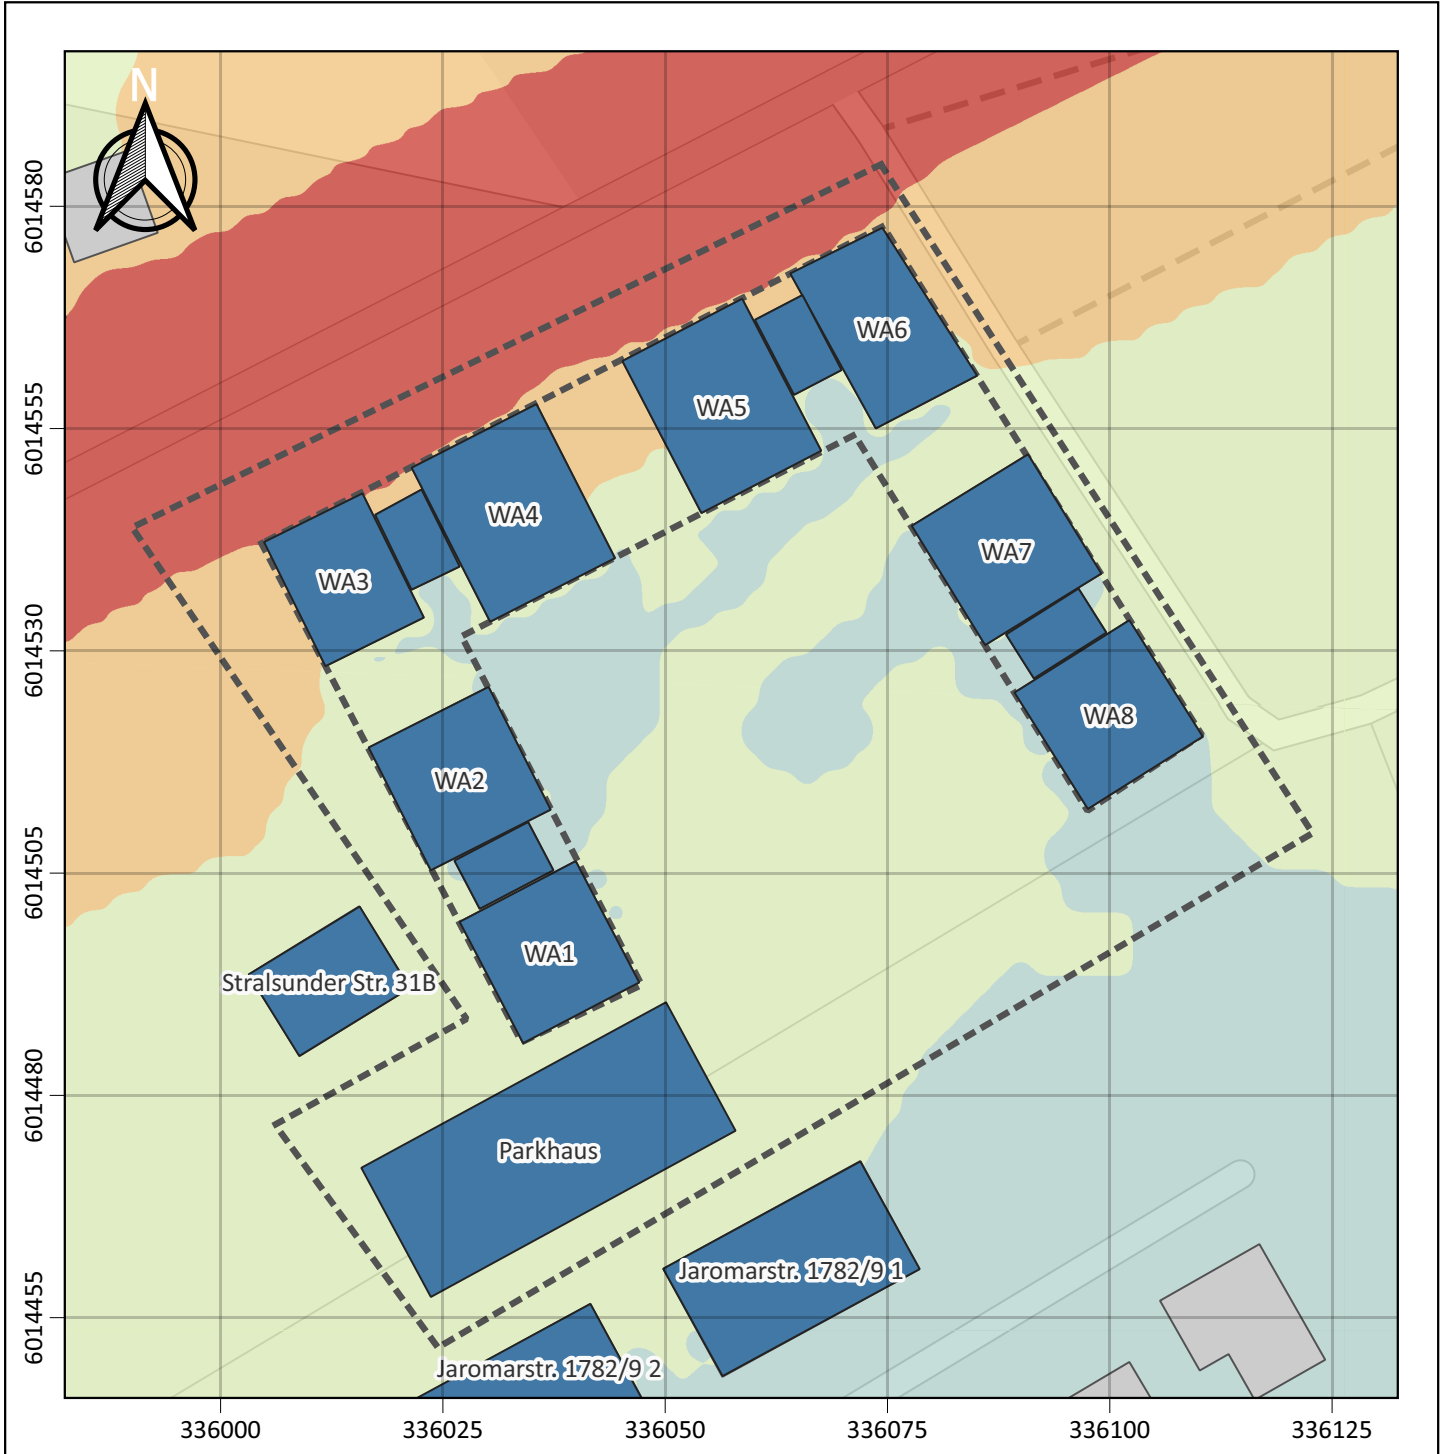 N
6014580
WA6
WA5
6014555
WA4
WA7
WA3
6014530
WA8
WA2
6014505
WA1
Stralsunder Str. 31B
6014480
Parkhaus
Jaromarstr. 1782/9 1
6014455
Jaromarstr. 1782/9 2
336000 336025 336050 336075 336100 336125